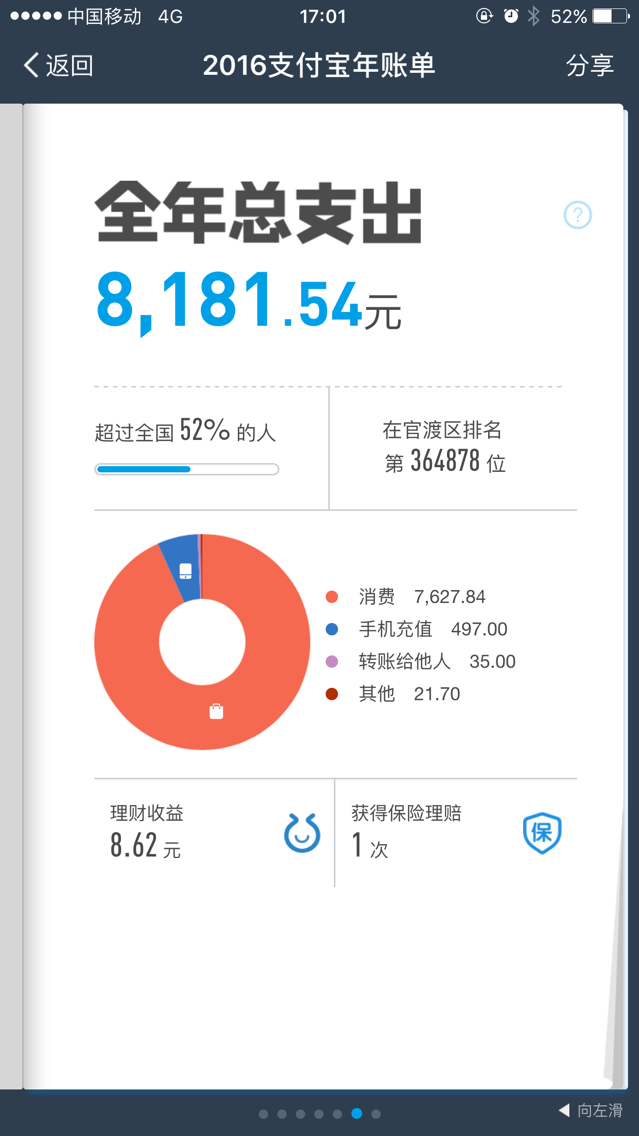 中国移动 4G 17:01 52%
返回 2016支付宝年账单 分享
全年总支出
?
8,181.54元
超过全国 52% 的人
在官渡区排名
第 364878 位
消费 7,627.84
手机充值 497.00
转账给他人 35.00
其他 21.70
理财收益
8.62 元
获得保险理赔
1 次
保
向左滑